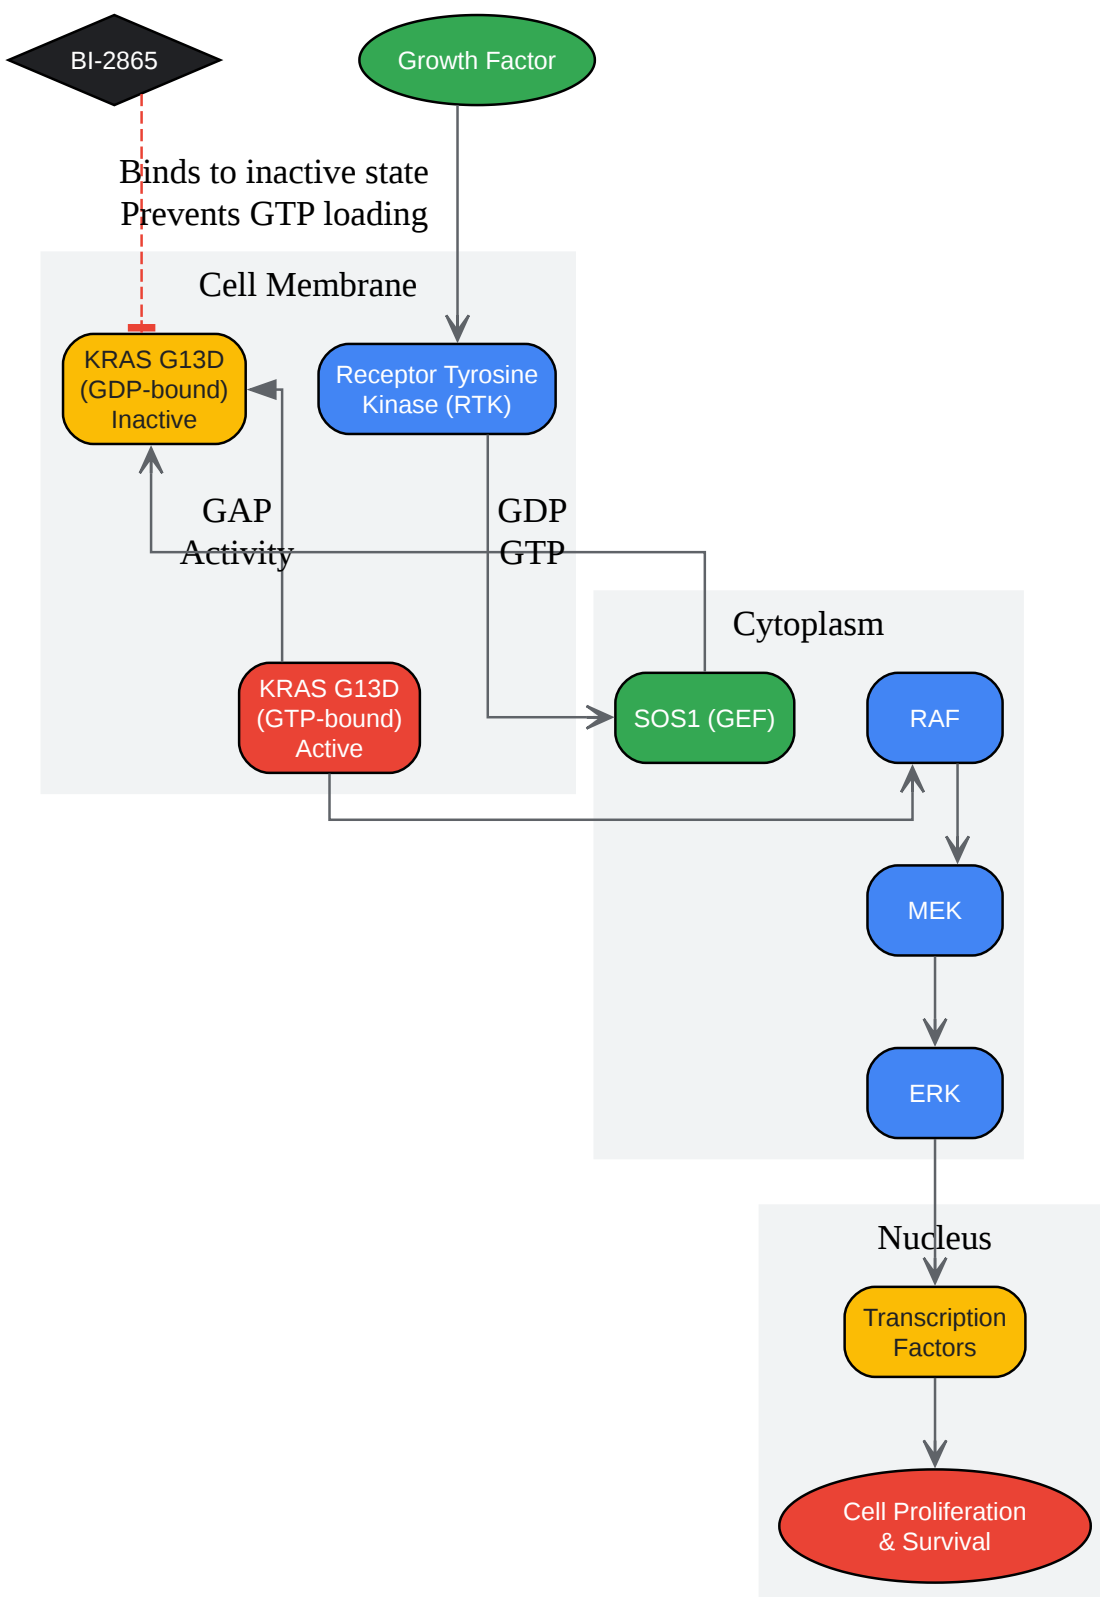 BI-2865
Growth Factor
Binds to inactive state
Prevents GTP loading
Cell Membrane
KRAS G13D
(GDP-bound)
Inactive
Receptor Tyrosine
Kinase (RTK)
GAP
Activity
GDP
GTP
Cytoplasm
KRAS G13D
(GTP-bound)
Active
SOS1 (GEF)
RAF
MEK
ERK
Nucleus
Transcription
Factors
Cell Proliferation
& Survival